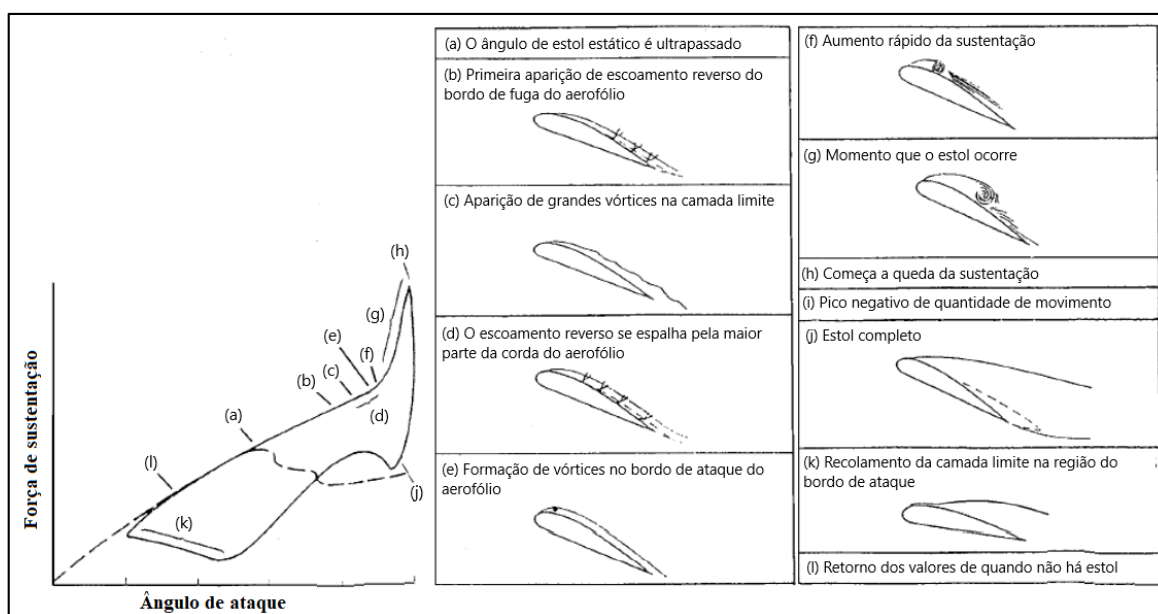 Força de sustentação
Ângulo de ataque
(a)
(b)
(c)
(d)
(e)
(f)
(g)
(h)
(j)
(k)
(l)
(a) O ângulo de estol estático é ultrapassado
(b) Primeira aparição de escoamento reverso do
bordo de fuga do aerofólio
(c) Aparição de grandes vórtices na camada limite
(d) O escoamento reverso se espalha pela maior
parte da corda do aerofólio
(e) Formação de vórtices no bordo de ataque do
aerofólio
(f) Aumento rápido da sustentação
(g) Momento que o estol ocorre
(h) Começa a queda da sustentação
(i) Pico negativo de quantidade de movimento
(j) Estol completo
(k) Recolamento da camada limite na região do
bordo de ataque
(l) Retorno dos valores de quando não há estol